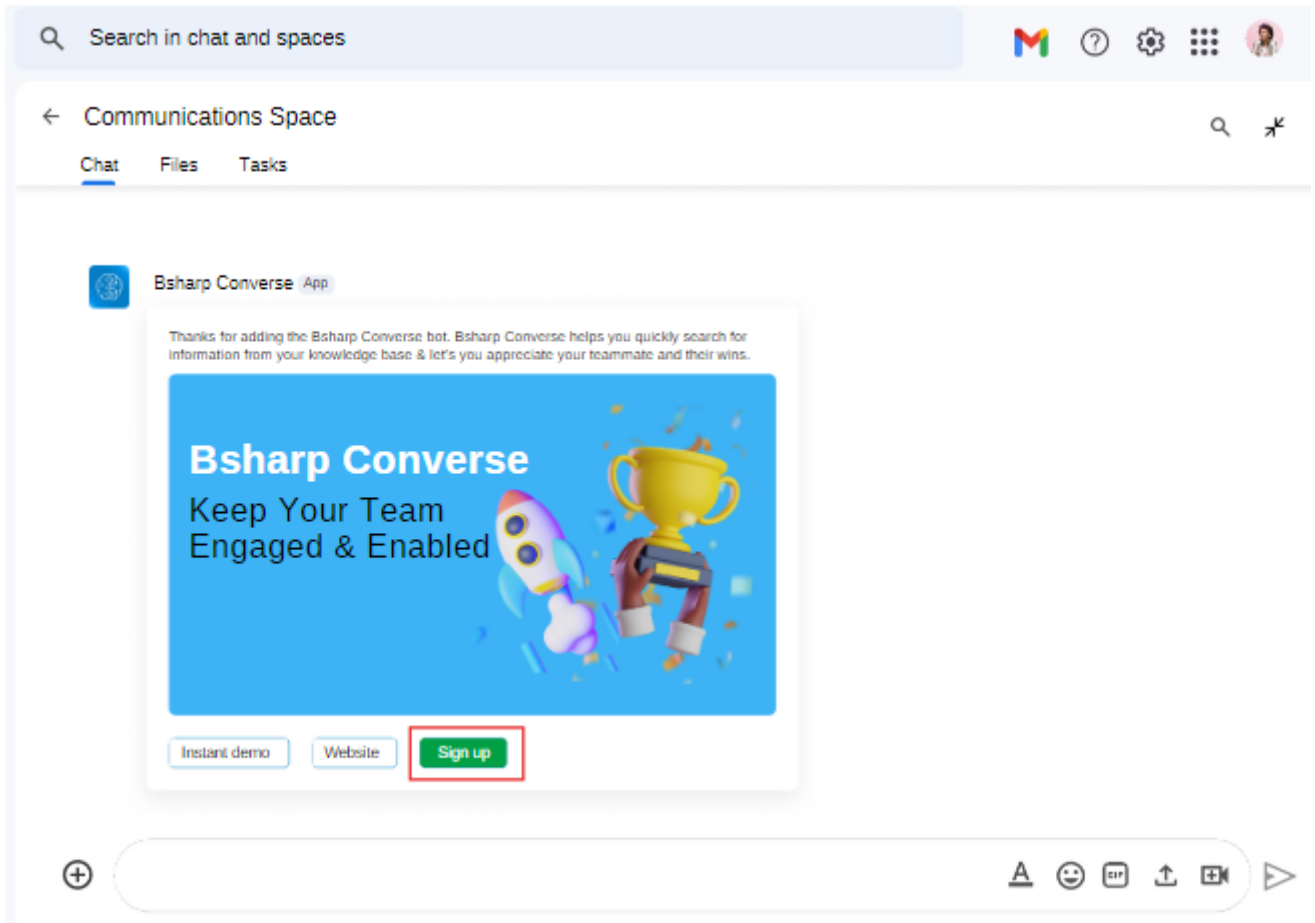 Search in chat and spaces
Communications Space
Chat Files Tasks
Bsharp Converse App
Thanks for adding the Bsharp Converse bot. Bsharp Converse helps you quickly search for
information from your knowledge base & let's you appreciate your teammate and their wins.
Bsharp Converse
Keep Your Team
Engaged & Enabled
Instant demo Website Sign up
A GIF